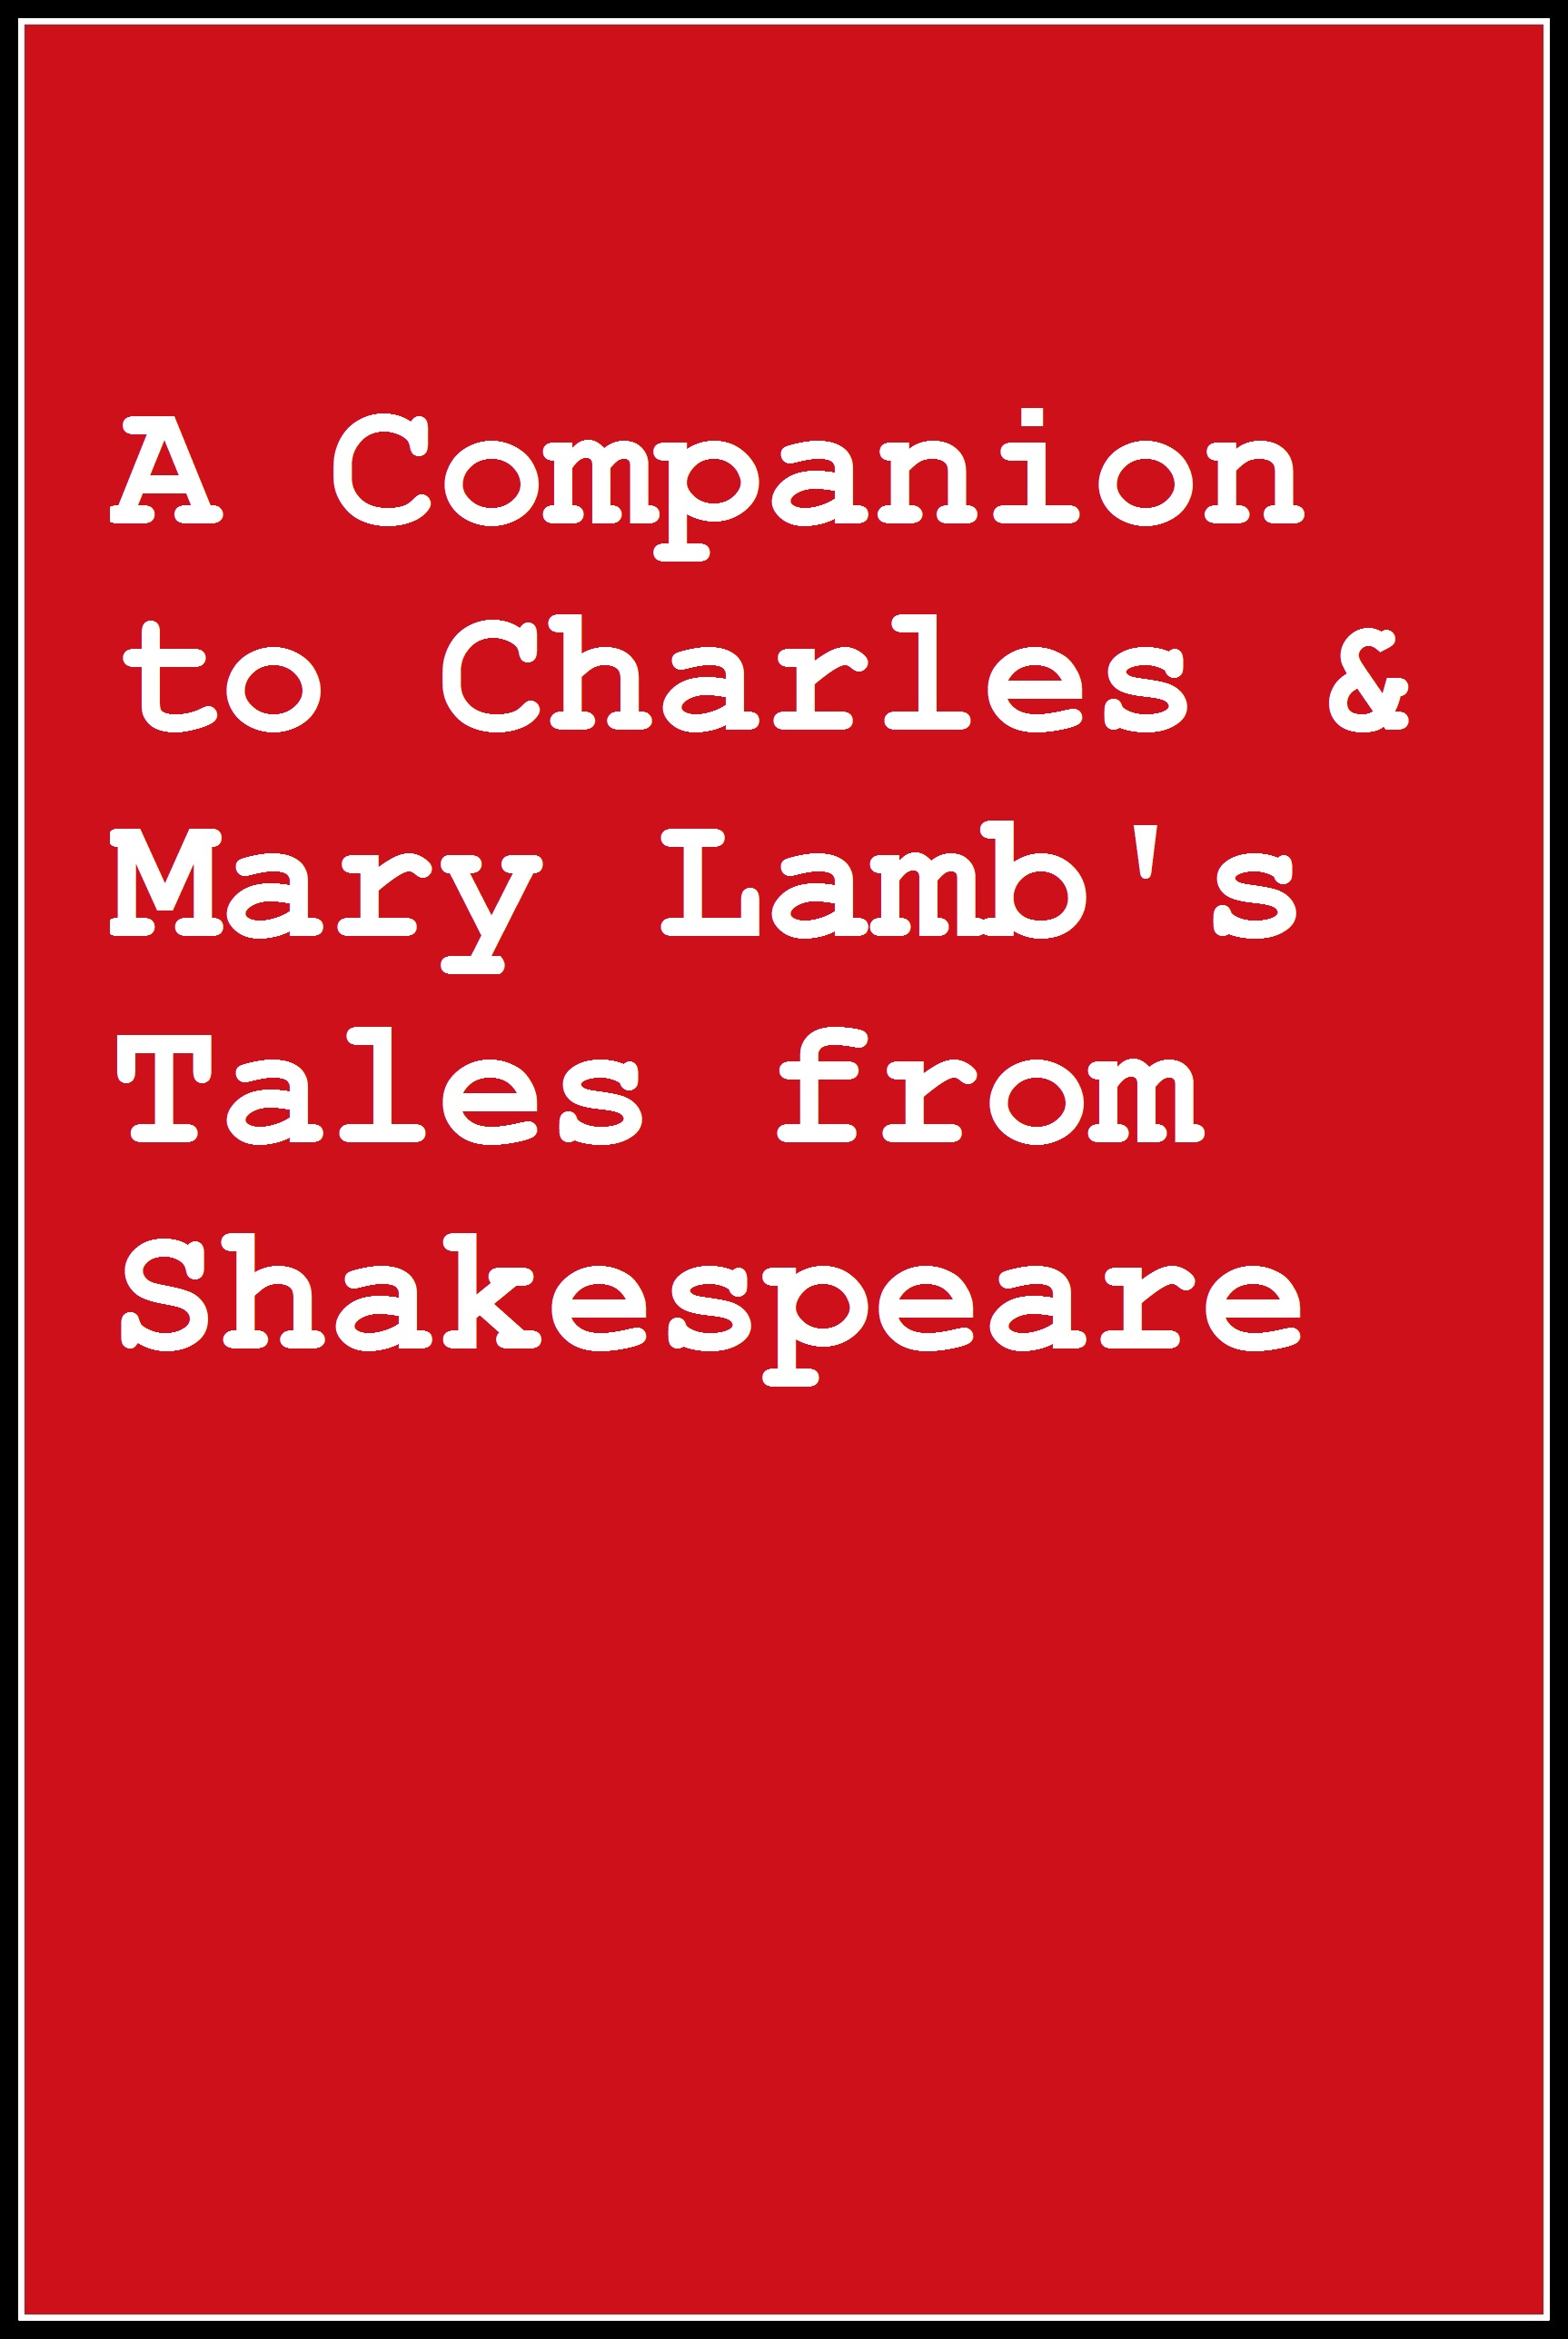 A Companion
to Charles &
Mary Lamb's
Tales from
Shakespeare